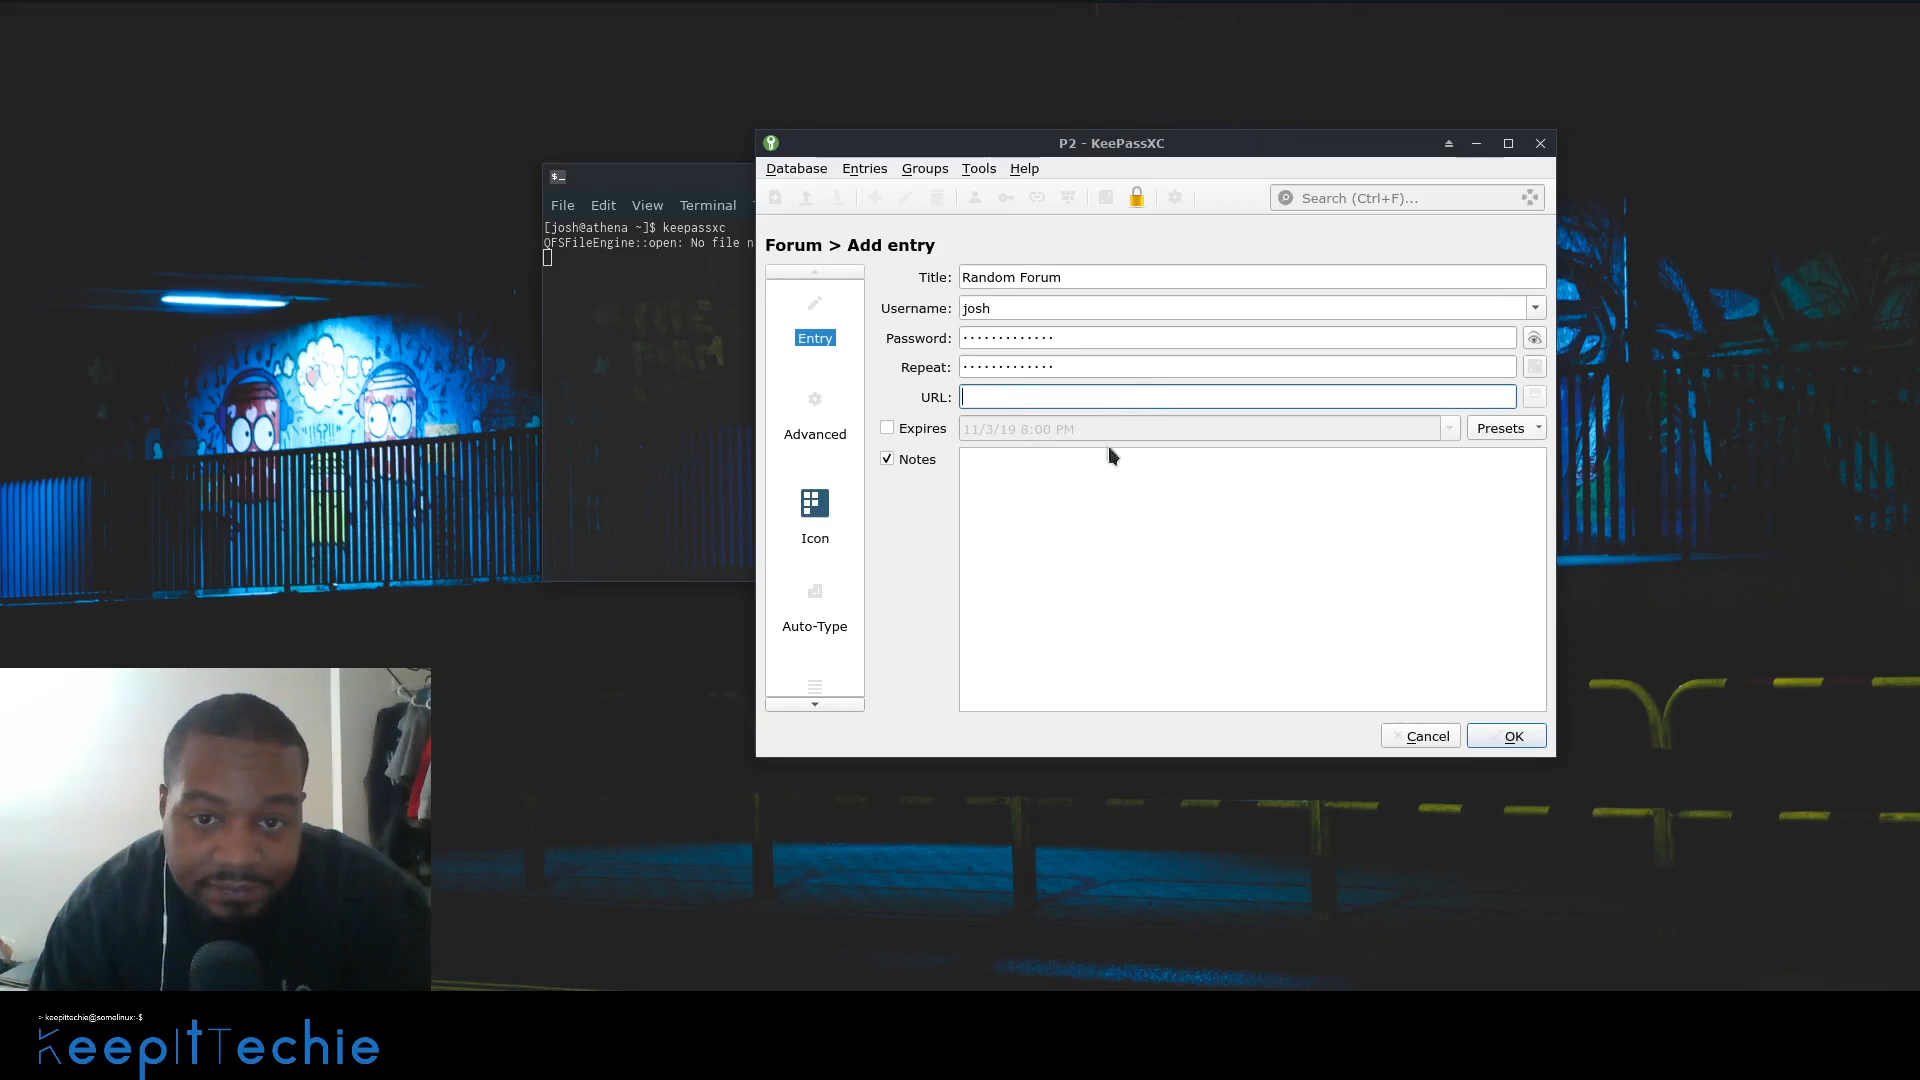 P2 - KeePassXC
Database Entries Groups Tools Help
Search (Ctrl+F)...
$_
File Edit View Terminal
[josh@athena ~]$ keepassxc
QFSFileEngine::open: No file
Forum > Add entry
Title: Random Forum
Username: josh
Entry
Password: •••••••••••••
Repeat: •••••••••••••
URL:
Advanced
Expires 11/3/19 8:00 PM Presets
Notes
Icon
Auto-Type
Cancel OK
> keepittechie@somelinux:-$
KeepItTechie